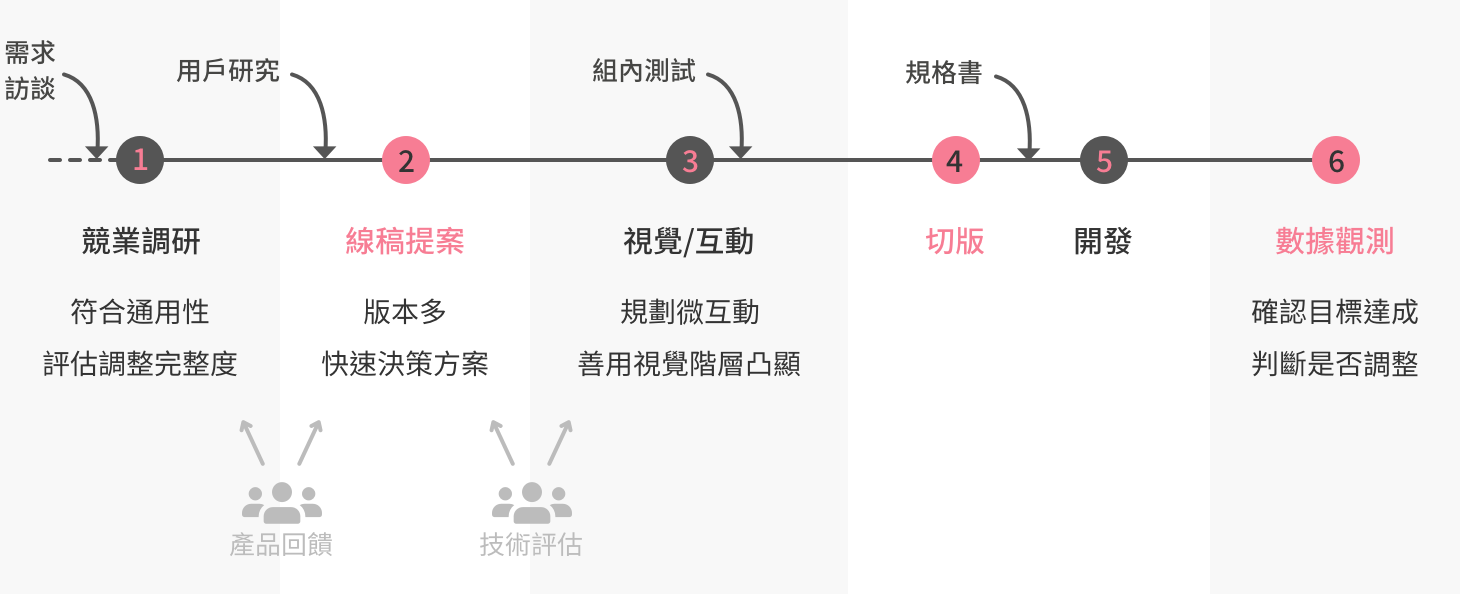 需求
訪談
用戶研究
組內測試
規格書
1
2
3
4
5
6
競業調研
線稿提案
視覺/互動
切版
開發
數據觀測
符合通用性
版本多
規劃微互動
確認目標達成
評估調整完整度
快速決策方案
善用視覺階層凸顯
判斷是否調整
產品回饋
技術評估